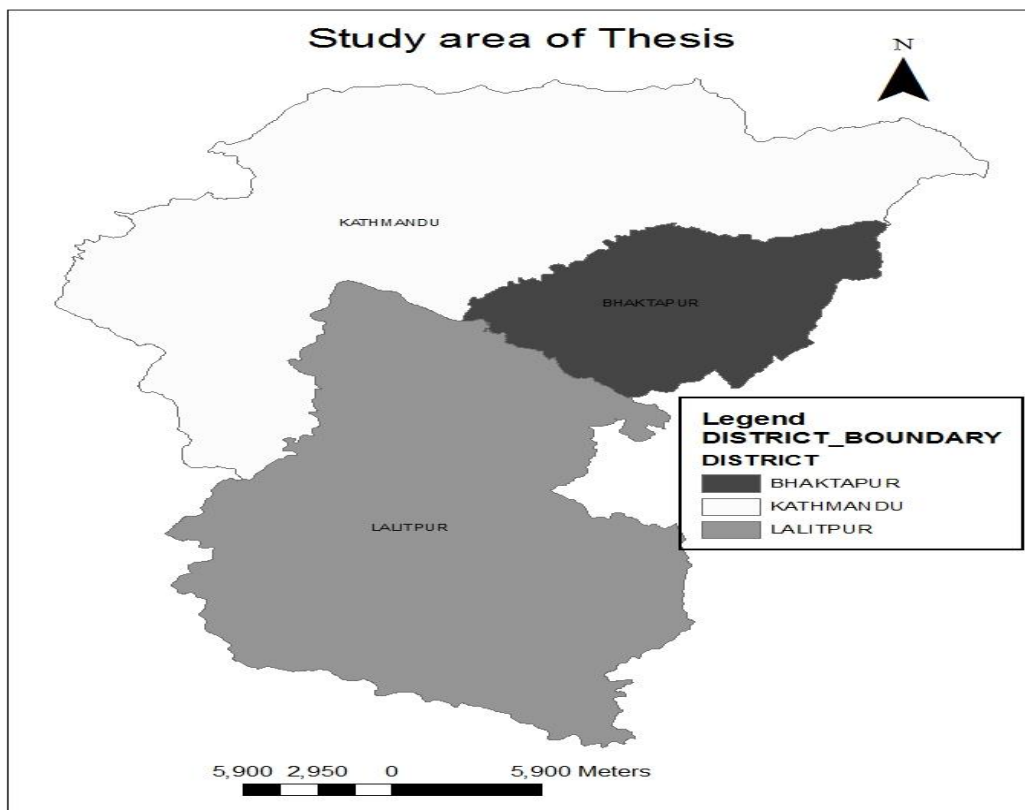 Study area of Thesis
N
KATHMANDU
BHAKTAPUR
LALITPUR
Legend
DISTRICT_BOUNDARY
DISTRICT
BHAKTAPUR
KATHMANDU
LALITPUR
5,900 2,950 0 5,900 Meters